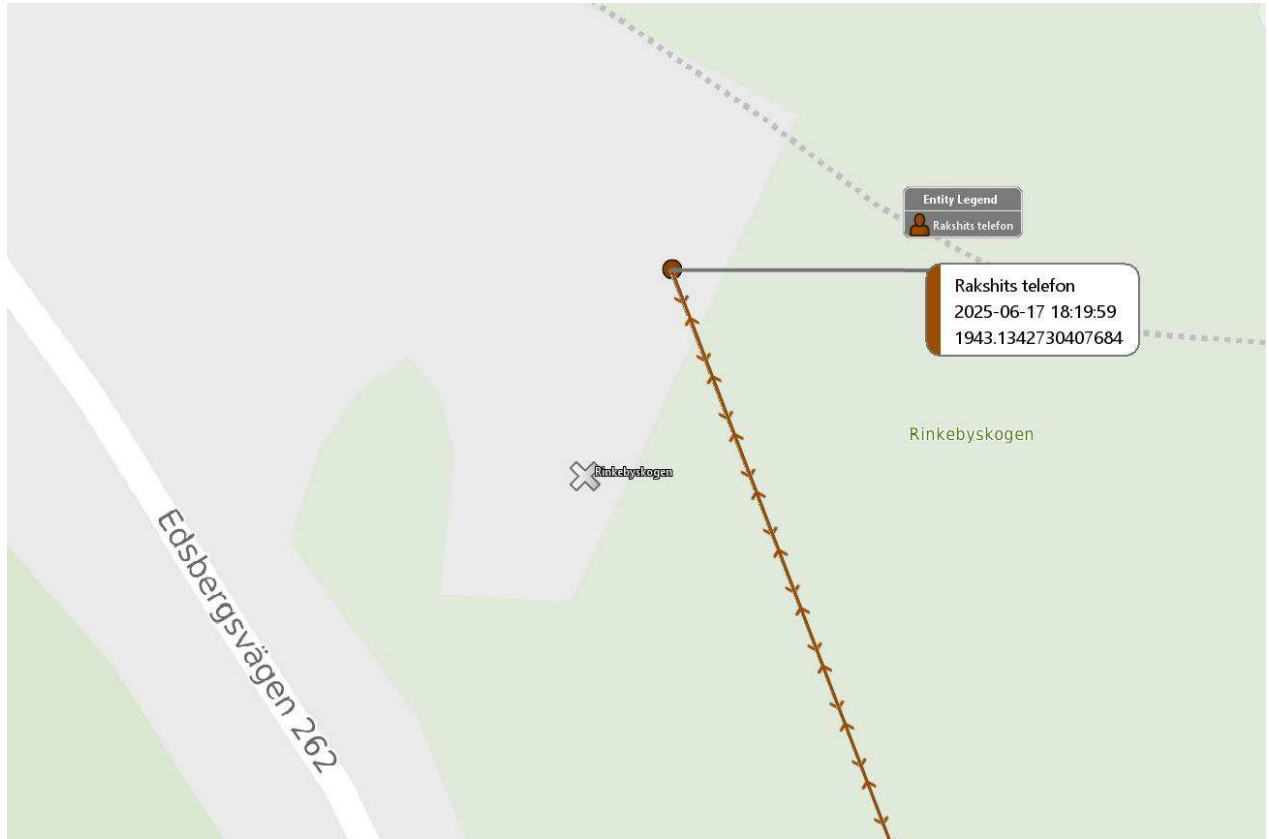 Entity Legend
Rakshits telefon
Rakshits telefon
2025-06-17 18:19:59
1943.1342730407684
Rinkebyskogen
Rinkebyskogen
Edsbergsvägen 262